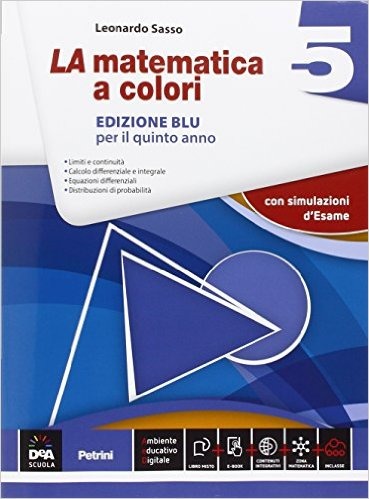 Leonardo Sasso
5
LA matematica
a colori
EDIZIONE BLU
per il quinto anno
• Limiti e continuità
• Calcolo differenziale e integrale
• Equazioni differenziali
• Distribuzioni di probabilità
con simulazioni
d'Esame
DeA
SCUOLA
Petrini
Ambiente
Educativo
Digitale
LIBRO MISTO
E-BOOK
CONTENUTI
INTEGRATIVI
ZONA
MATEMATICA
INCLASSE